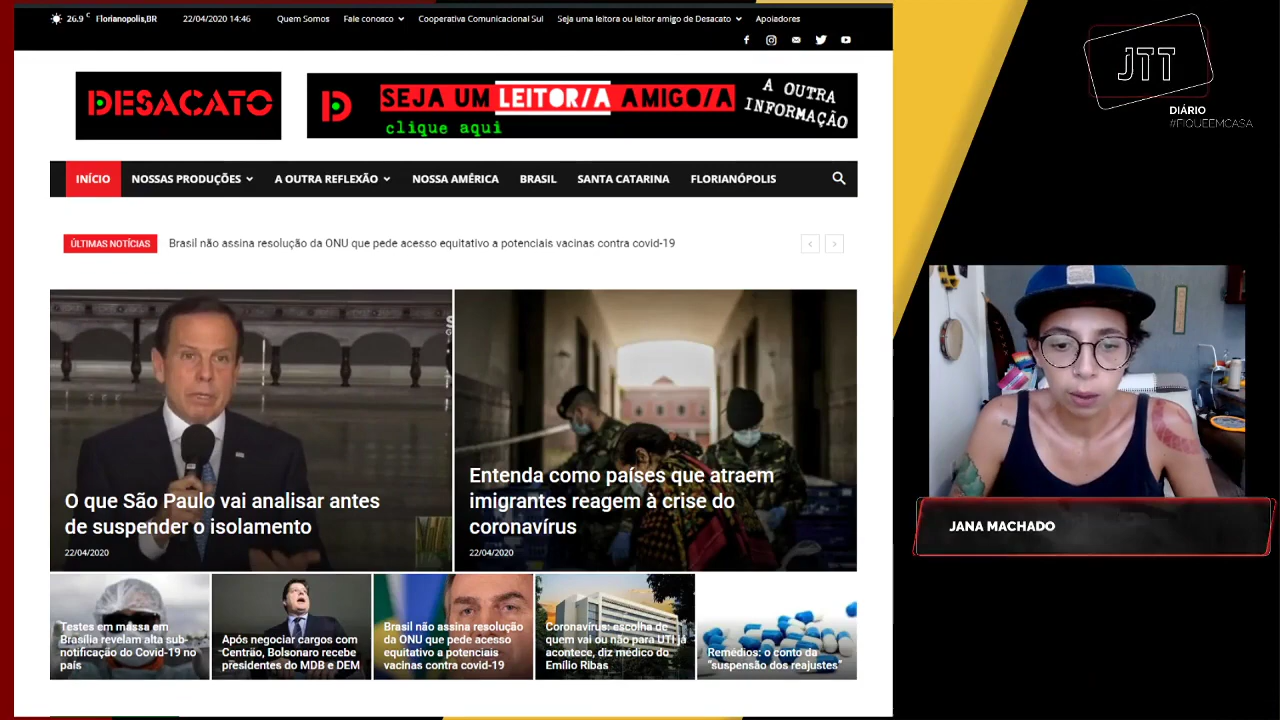 26.9 C Florianopolis,BR 22/04/2020 14:46 Quem Somos Fale conosco Cooperativa Comunicacional Sul Seja uma leitora ou leitor amigo de Desacato Apoiadores
JTT
DIÁRIO
#FIQUEEMCASA
DESACATO
SEJA UM LEITOR/A AMIGO/A
clique aqui
A OUTRA
INFORMAÇÃO
INÍCIO NOSSAS PRODUÇÕES A OUTRA REFLEXÃO NOSSA AMÉRICA BRASIL SANTA CATARINA FLORIANÓPOLIS
ÚLTIMAS NOTÍCIAS Brasil não assina resolução da ONU que pede acesso equitativo a potenciais vacinas contra covid-19
O que São Paulo vai analisar antes
de suspender o isolamento
22/04/2020
Entenda como países que atraem
imigrantes reagem à crise do
coronavírus
22/04/2020
JANA MACHADO
Testes em massa em
Brasília revelam alta sub-
notificação do Covid-19 no
país
Após negociar cargos com
Centrão, Bolsonaro recebe
presidentes do MDB e DEM
Brasil não assina resolução
da ONU que pede acesso
equitativo a potenciais
vacinas contra covid-19
Coronavírus: escolha de
quem vai ou não para UTI já
acontece, diz médico do
Emílio Ribas
Remédios: o conto da
"suspensão dos reajustes"